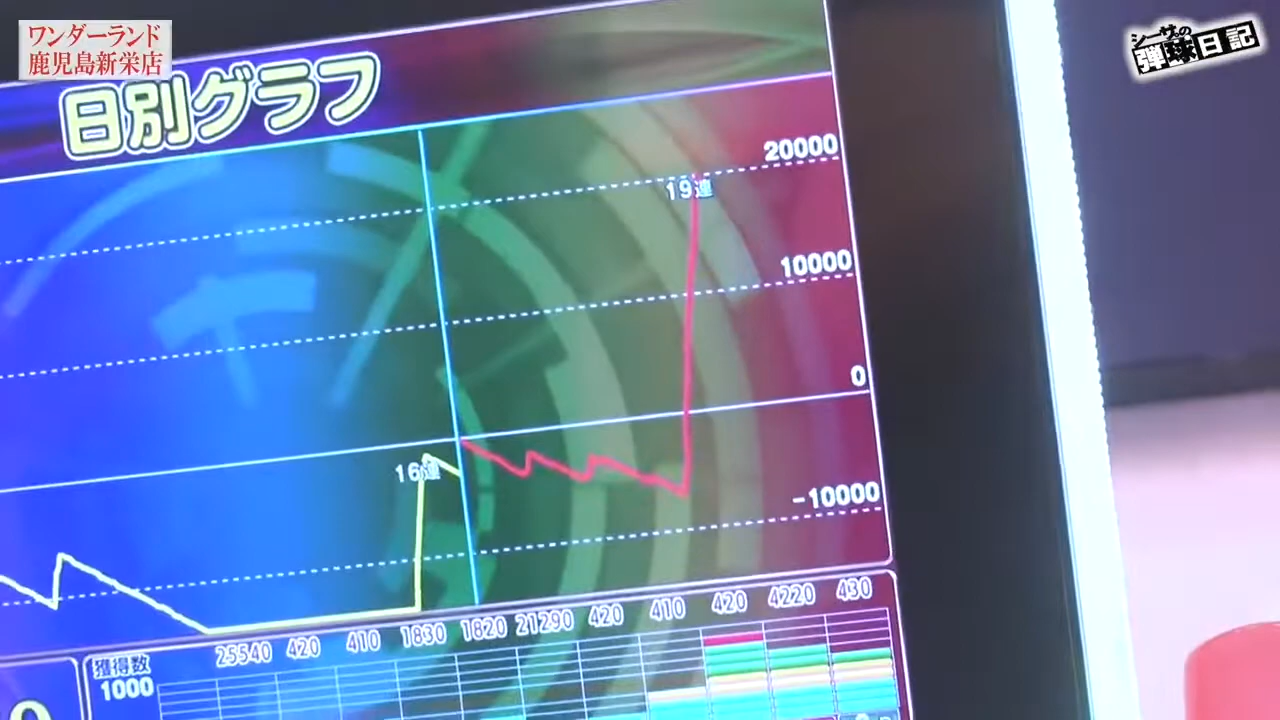 ワンダーランド
鹿児島新栄店
シーサの
弾球日記
日別グラフ
20000
19連
10000
0
16連
-10000
25540 420 410 1830 1820 21290 420 410 420 4220 430
獲得数
1000